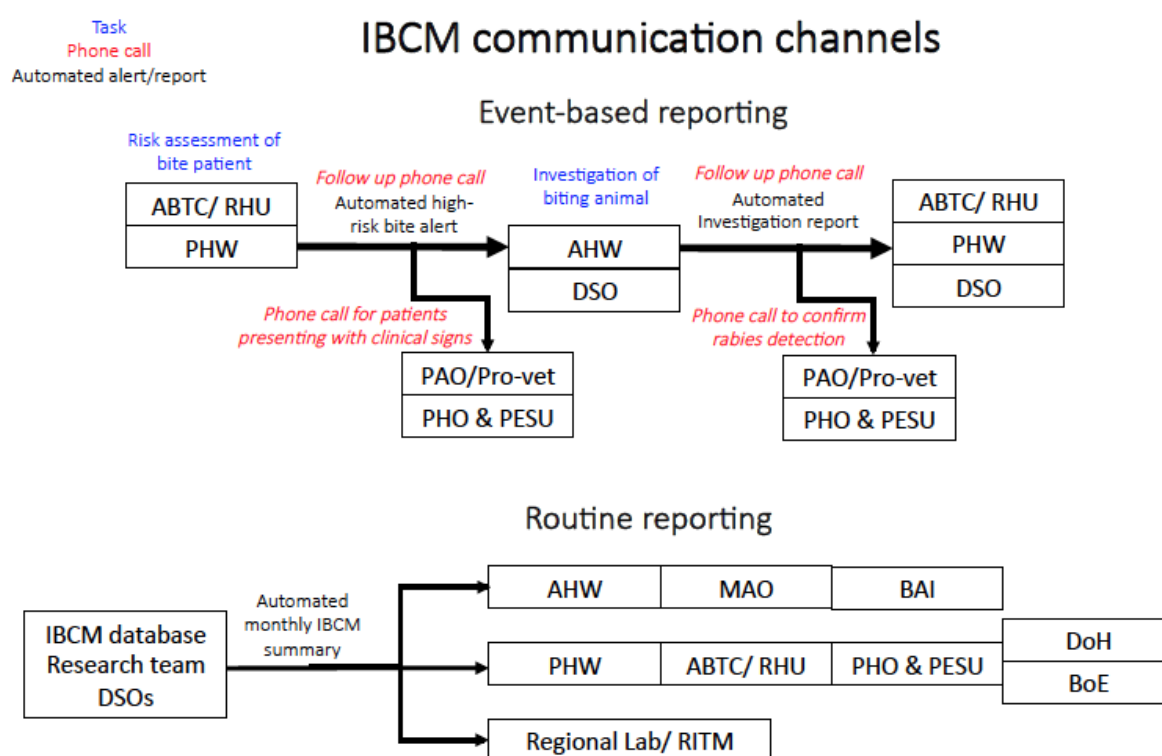 Task
Phone call
Automated alert/report
IBCM communication channels
Event-based reporting
Risk assessment of
bite patient
ABTC/ RHU
PHW
Follow up phone call
Automated high-
risk bite alert
Investigation of
biting animal
AHW
DSO
Follow up phone call
Automated
Investigation report
ABTC/ RHU
PHW
DSO
Phone call for patients
presenting with clinical signs
PAO/Pro-vet
PHO & PESU
Phone call to confirm
rabies detection
PAO/Pro-vet
PHO & PESU
Routine reporting
IBCM database
Research team
DSOs
Automated
monthly IBCM
summary
AHW
MAO
BAI
PHW
ABTC/ RHU
PHO & PESU
DoH
BoE
Regional Lab/ RITM